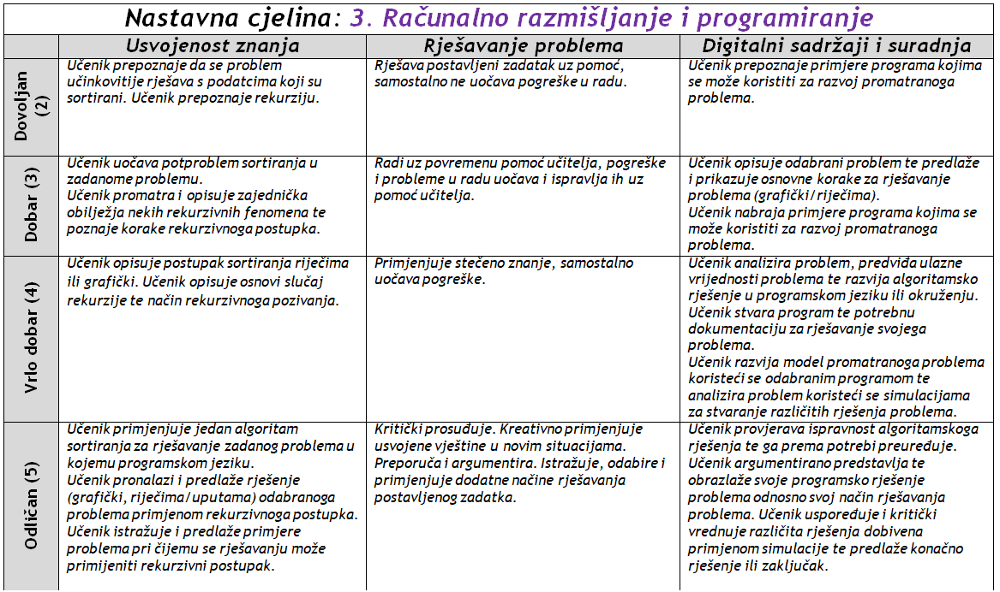 Nastavna cjelina: 3. Računalno razmišljanje i programiranje
Usvojenost znanja
Rješavanje problema
Digitalni sadržaji i suradnja
Dovoljan (2)
Učenik prepoznaje da se problem
učinkovitije rješava s podatcima koji su
sortirani. Učenik prepoznaje rekurziju.
Rješava postavljeni zadatak uz pomoć,
samostalno ne uočava pogreške u radu.
Učenik prepoznaje primjere programa kojima
se može koristiti za razvoj promatranoga
problema.
Dobar (3)
Učenik uočava potproblem sortiranja u
zadanome problemu.
Učenik promatra i opisuje zajednička
obilježja nekih rekurzivnih fenomena te
poznaje korake rekurzivnoga postupka.
Radi uz povremenu pomoć učitelja, pogreške
i probleme u radu uočava i ispravlja ih uz
pomoć učitelja.
Učenik opisuje odabrani problem te predlaže
i prikazuje osnovne korake za rješavanje
problema (grafički/riječima).
Učenik nabraja primjere programa kojima se
može koristiti za razvoj promatranoga
problema.
Vrlo dobar (4)
Učenik opisuje postupak sortiranja riječima
ili grafički. Učenik opisuje osnovi slučaj
rekurzije te način rekurzivnoga pozivanja.
Primjenjuje stečeno znanje, samostalno
uočava pogreške.
Učenik analizira problem, predviđa ulazne
vrijednosti problema te razvija algoritamsko
rješenje u programskom jeziku ili okruženju.
Učenik stvara program te potrebnu
dokumentaciju za rješavanje svojega
problema.
Učenik razvija model promatranoga problema
koristeći se odabranim programom te
analizira problem koristeći se simulacijama
za stvaranje različitih rješenja problema.
Odličan (5)
Učenik primjenjuje jedan algoritam
sortiranja za rješavanje zadanog problema u
kojemu programskom jeziku.
Učenik pronalazi i predlaže rješenje
(grafički, riječima/uputama) odabranoga
problema primjenom rekurzivnoga postupka.
Učenik istražuje i predlaže primjere
problema pri čijemu se rješavanju može
primijeniti rekurzivni postupak.
Kritički prosuđuje. Kreativno primjenjuje
usvojene vještine u novim situacijama.
Preporuča i argumentira. Istražuje, odabire i
primjenjuje dodatne načine rješavanja
postavljenog zadatka.
Učenik provjerava ispravnost algoritamskoga
rješenja te ga prema potrebi preuređuje.
Učenik argumentirano predstavlja te
obrazlaže svoje programsko rješenje
problema odnosno svoj način rješavanja
problema. Učenik uspoređuje i kritički
vrednuje različita rješenja dobivena
primjenom simulacije te predlaže konačno
rješenje ili zaključak.